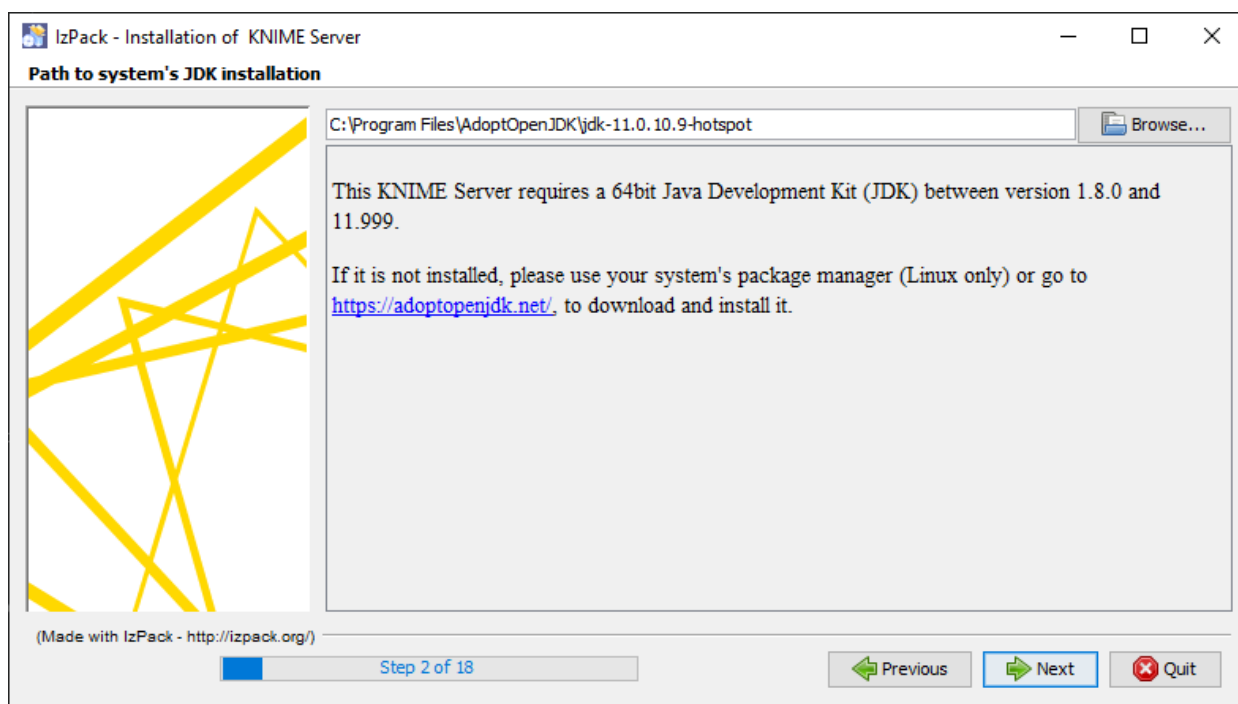 IzPack - Installation of  KNIME Server
Path to system's JDK installation
C:\Program Files\AdoptOpenJDK\jdk-11.0.10.9-hotspot
Browse...
This KNIME Server requires a 64bit Java Development Kit (JDK) between version 1.8.0 and
11.999.
If it is not installed, please use your system's package manager (Linux only) or go to
https://adoptopenjdk.net/, to download and install it.
(Made with IzPack - http://izpack.org/)
Step 2 of 18
Previous
Next
Quit